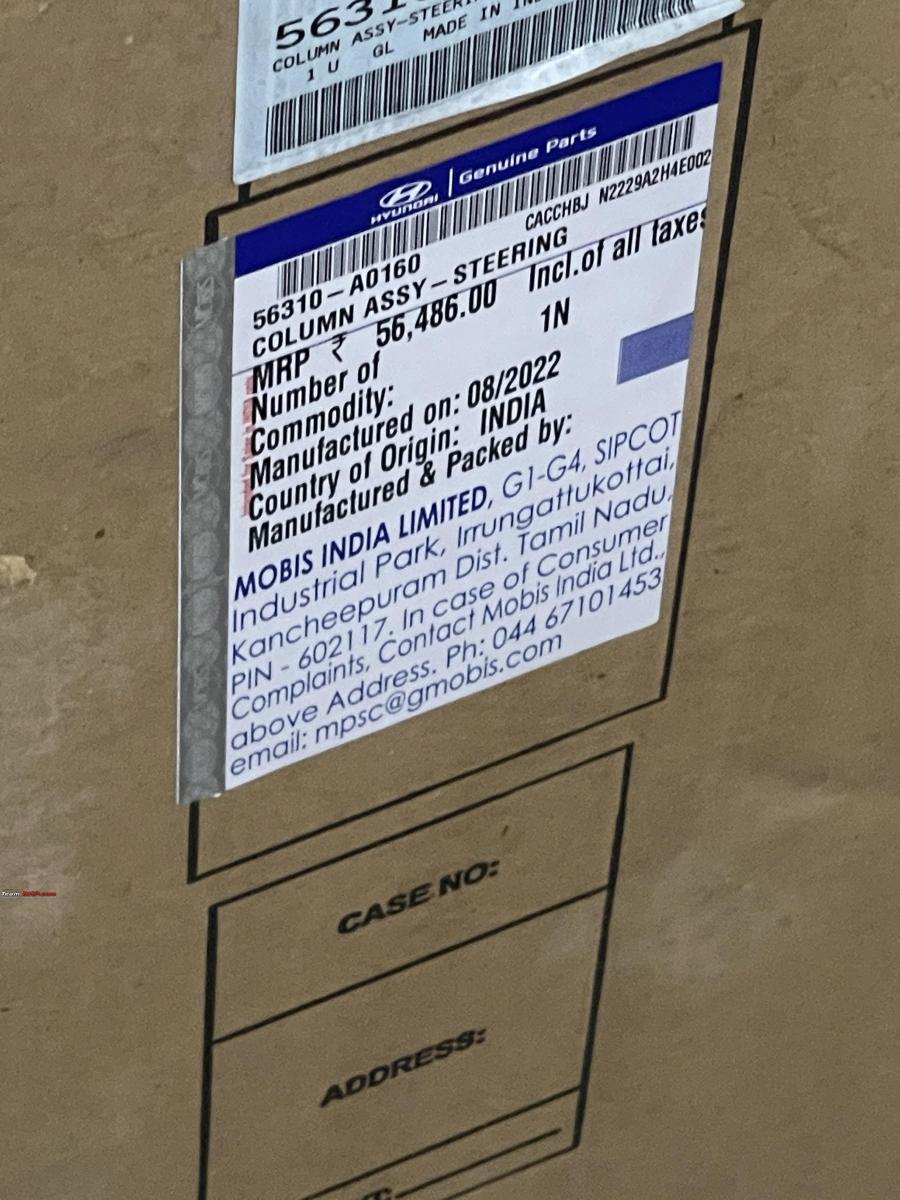 COLUMN ASSY-STEERI
1 U GL MADE IN IN
HYUNDAI | Genuine Parts
CACCHBJ N2229A2H4E002
56310-A0160
COLUMN ASSY-STEERING
MRP ₹ 56,486.00 Incl.of all taxes
Number of 1N
Commodity:
Manufactured on: 08/2022
Country of Origin: INDIA
Manufactured & Packed by:
MOBIS INDIA LIMITED, G1-G4, SIPCOT
Industrial Park, Irrungattukottai,
Kancheepuram Dist. Tamil Nadu,
PIN - 602117. In case of Consumer
Complaints, Contact Mobis India Ltd.,
above Address. Ph: 044 67101453
email: mpsc@gmobis.com
CASE NO:
ADDRESS: